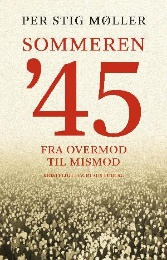 PER STIG MØLLER
SOMMEREN
'45
FRA OVERMOD
TIL MISMOD